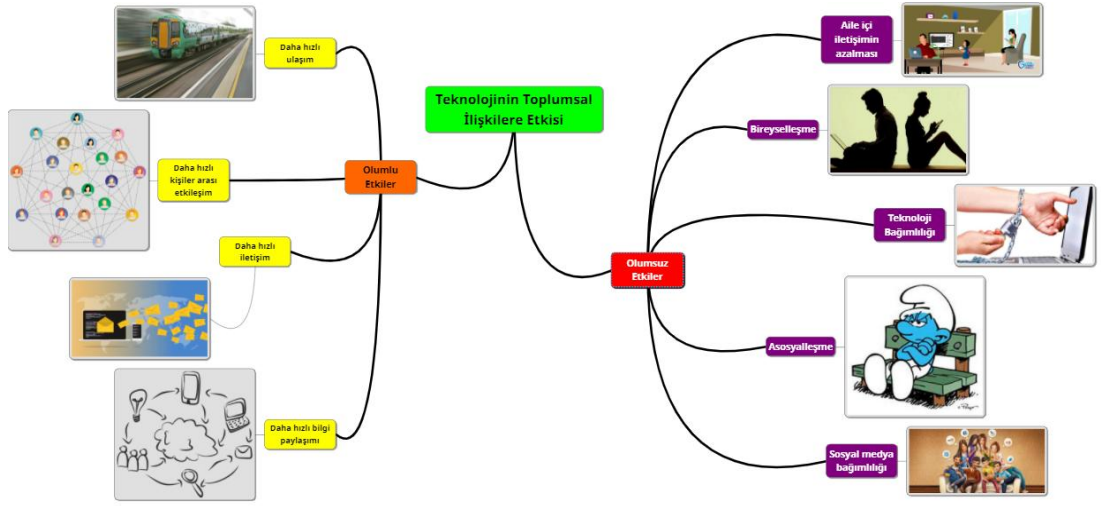 Teknolojinin Toplumsal
İlişkilere Etkisi
Olumlu
Etkiler
Daha hızlı
ulaşım
Daha hızlı
kişiler arası
etkileşim
Daha hızlı
iletişim
Daha hızlı bilgi
paylaşımı
Olumsuz
Etkiler
Aile içi
iletişimin
azalması
Bireyselleşme
Teknoloji
Bağımlılığı
Asosyalleşme
Sosyal medya
bağımlılığı